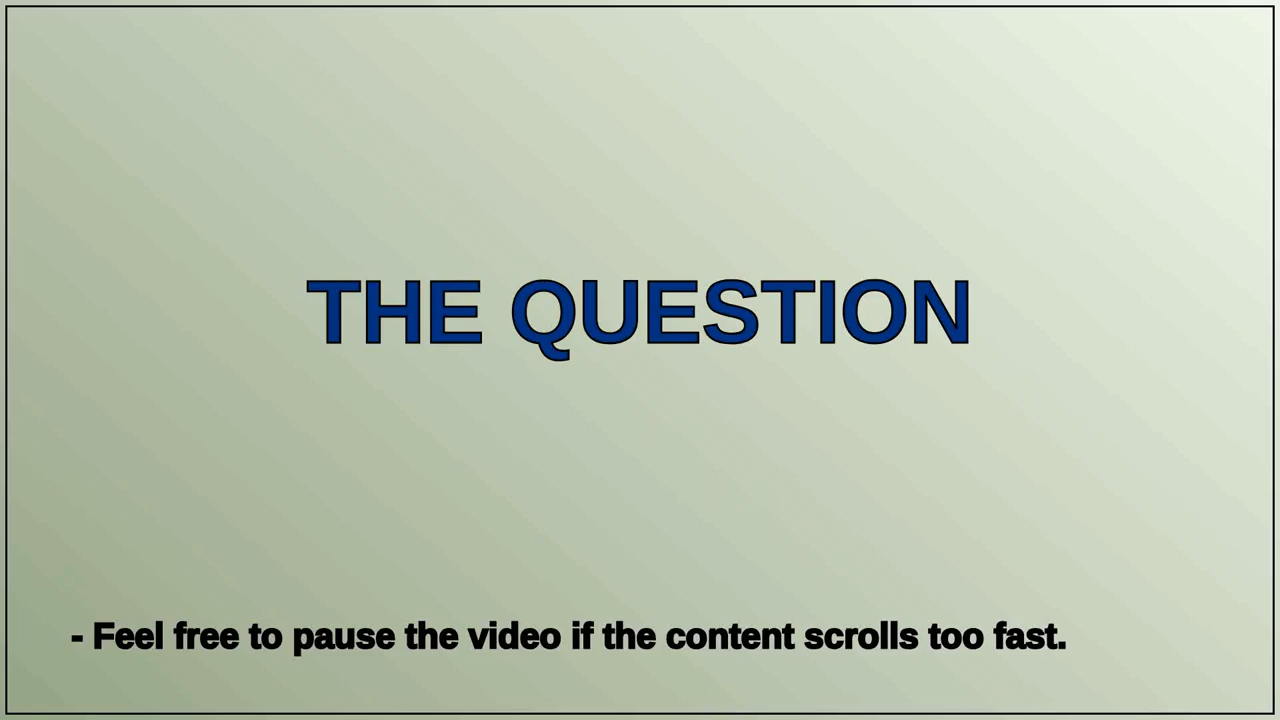 THE QUESTION
- Feel free to pause the video if the content scrolls too fast.